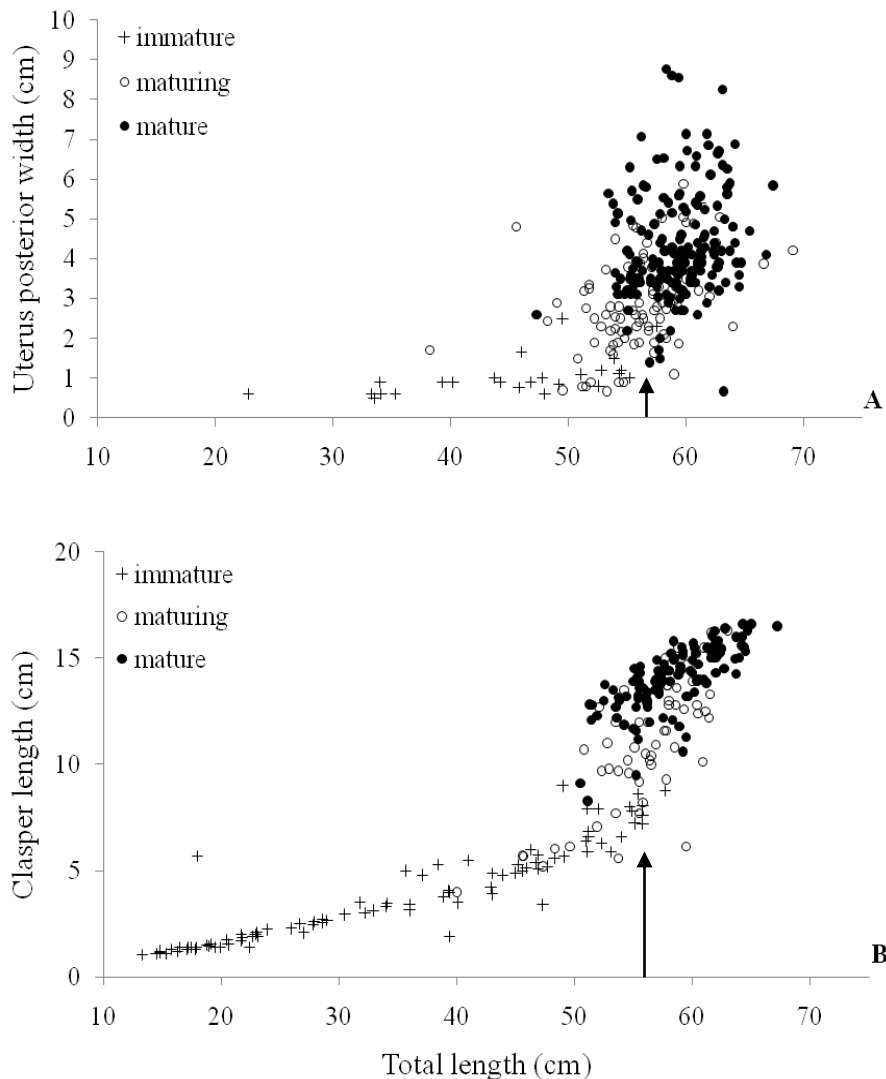 10
9
8
7
6
5
4
3
2
1
0
Uterus posterior width (cm)
immature
maturing
mature
A
10 20 30 40 50 60 70
20
15
10
5
0
Clasper length (cm)
immature
maturing
mature
B
10 20 30 40 50 60 70
Total length (cm)